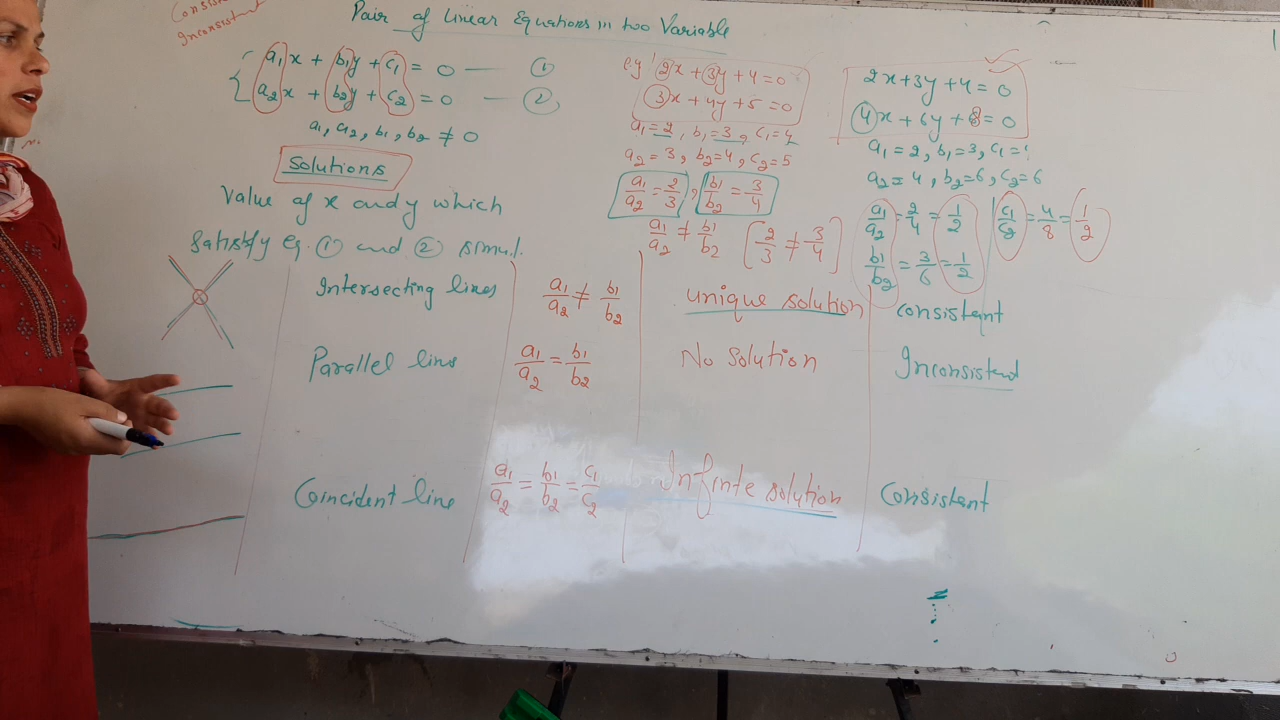 Consis
Inconsistent
Pair of Linear Equations in two Variable
a₁x + b₁y + c₁ = 0 — ①
a₂x + b₂y + c₂ = 0 — ②
a₁, a₂, b₁, b₂ ≠ 0
Solutions
Value of x and y which
Satisfy eq. ① and ② simul.
e.g 2x + 3y + 4 = 0
3x + 4y + 5 = 0
a₁ = 2, b₁ = 3, c₁ = 4
a₂ = 3, b₂ = 4, c₂ = 5
a₁/a₂ = 2/3, b₁/b₂ = 3/4
a₁/a₂ ≠ b₁/b₂ [2/3 ≠ 3/4]
2x + 3y + 4 = 0
4x + 6y + 8 = 0
a₁ = 2, b₁ = 3, c₁ =
a₂ = 4, b₂ = 6, c₂ = 6
a₁/a₂ = 2/4 = 1/2 | c₁/c₂ = 4/8 = 1/2
b₁/b₂ = 3/6 = 1/2
Intersecting lines a₁/a₂ ≠ b₁/b₂ unique solution consistent
Parallel line a₁/a₂ = b₁/b₂ No Solution Inconsistent
Coincident line a₁/a₂ = b₁/b₂ = c₁/c₂ Infinte solution Consistent